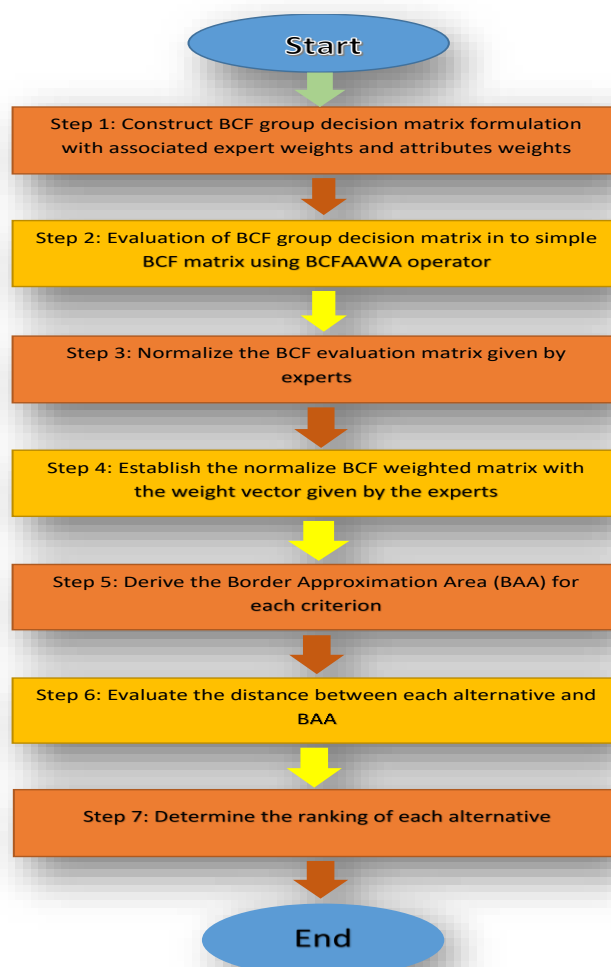 Start
Step 1: Construct BCF group decision matrix formulation
with associated expert weights and attributes weights
Step 2: Evaluation of BCF group decision matrix in to simple
BCF matrix using BCFAAWA operator
Step 3: Normalize the BCF evaluation matrix given by
experts
Step 4: Establish the normalize BCF weighted matrix with
the weight vector given by the experts
Step 5: Derive the Border Approximation Area (BAA) for
each criterion
Step 6: Evaluate the distance between each alternative and
BAA
Step 7: Determine the ranking of each alternative
End